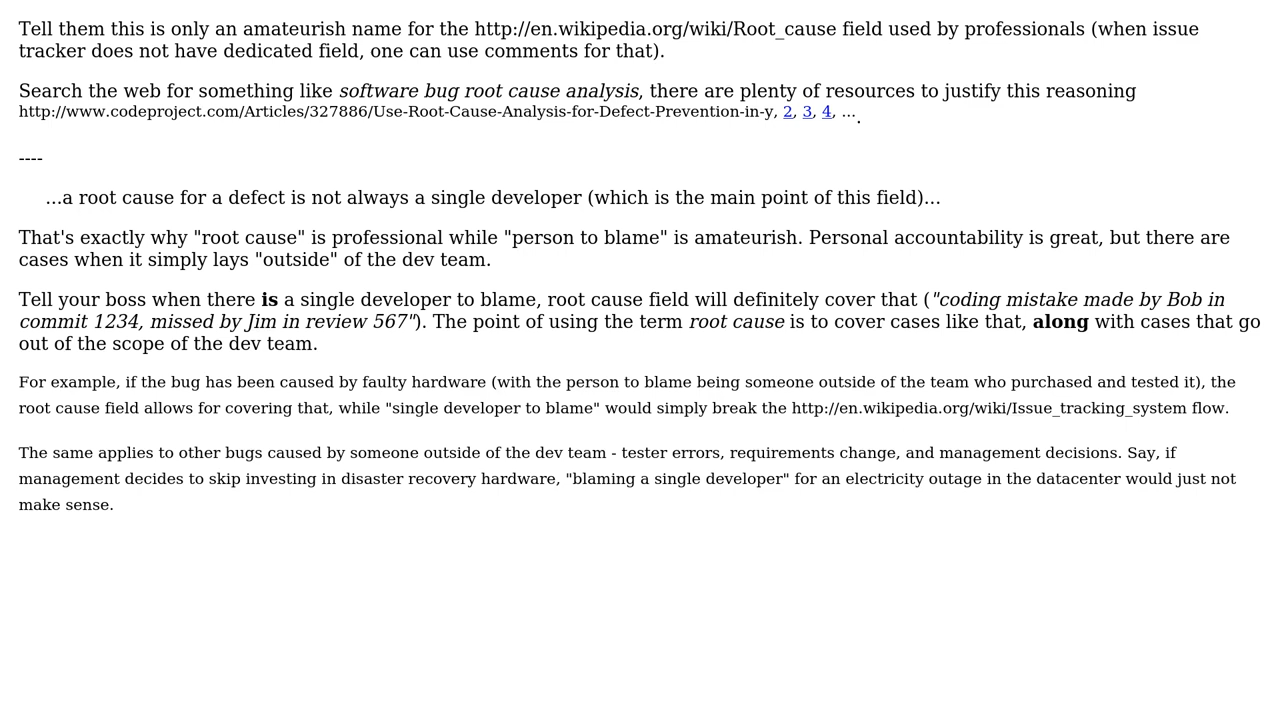 Tell them this is only an amateurish name for the http://en.wikipedia.org/wiki/Root_cause field used by professionals (when issue
tracker does not have dedicated field, one can use comments for that).
Search the web for something like software bug root cause analysis, there are plenty of resources to justify this reasoning
http://www.codeproject.com/Articles/327886/Use-Root-Cause-Analysis-for-Defect-Prevention-in-y, 2, 3, 4, ....
----
...a root cause for a defect is not always a single developer (which is the main point of this field)...
That's exactly why "root cause" is professional while "person to blame" is amateurish. Personal accountability is great, but there are
cases when it simply lays "outside" of the dev team.
Tell your boss when there is a single developer to blame, root cause field will definitely cover that ("coding mistake made by Bob in
commit 1234, missed by Jim in review 567"). The point of using the term root cause is to cover cases like that, along with cases that go
out of the scope of the dev team.
For example, if the bug has been caused by faulty hardware (with the person to blame being someone outside of the team who purchased and tested it), the
root cause field allows for covering that, while "single developer to blame" would simply break the http://en.wikipedia.org/wiki/Issue_tracking_system flow.
The same applies to other bugs caused by someone outside of the dev team - tester errors, requirements change, and management decisions. Say, if
management decides to skip investing in disaster recovery hardware, "blaming a single developer" for an electricity outage in the datacenter would just not
make sense.